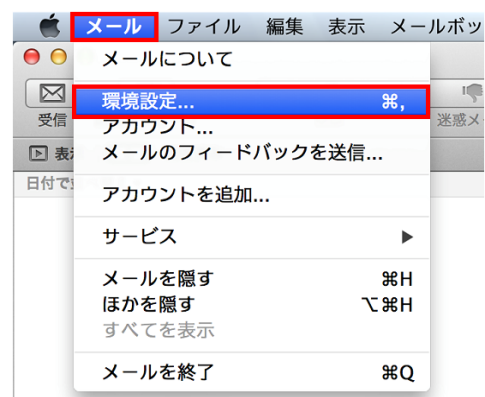 メール ファイル 編集 表示 メールボッ
メールについて
環境設定... ⌘,
アカウント...
メールのフィードバックを送信...
アカウントを追加...
サービス ▶
メールを隠す ⌘H
ほかを隠す ⌥⌘H
すべてを表示
メールを終了 ⌘Q
受信
迷惑メ
表
日付で